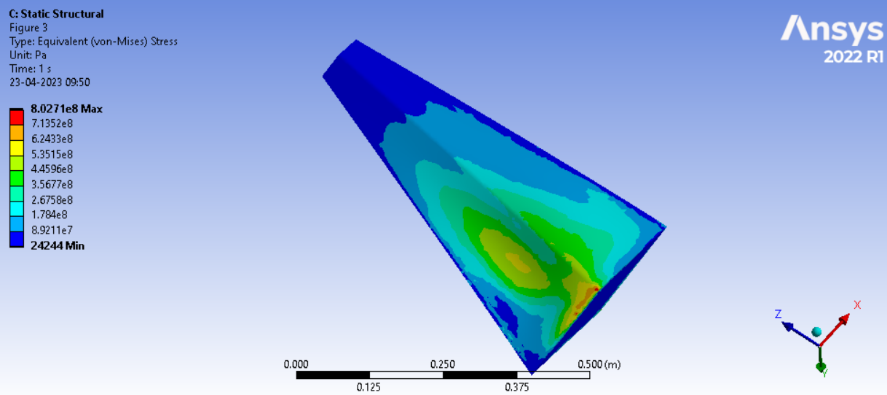 C: Static Structural
Figure 3
Type: Equivalent (von-Mises) Stress
Unit: Pa
Time: 1 s
23-04-2023 09:50
8.0271e8 Max
7.1352e8
6.2433e8
5.3515e8
4.4596e8
3.5677e8
2.6758e8
1.784e8
8.9211e7
24244 Min
Ansys
2022 R1
0.000 0.250 0.500 (m)
0.125 0.375
Z X
Y